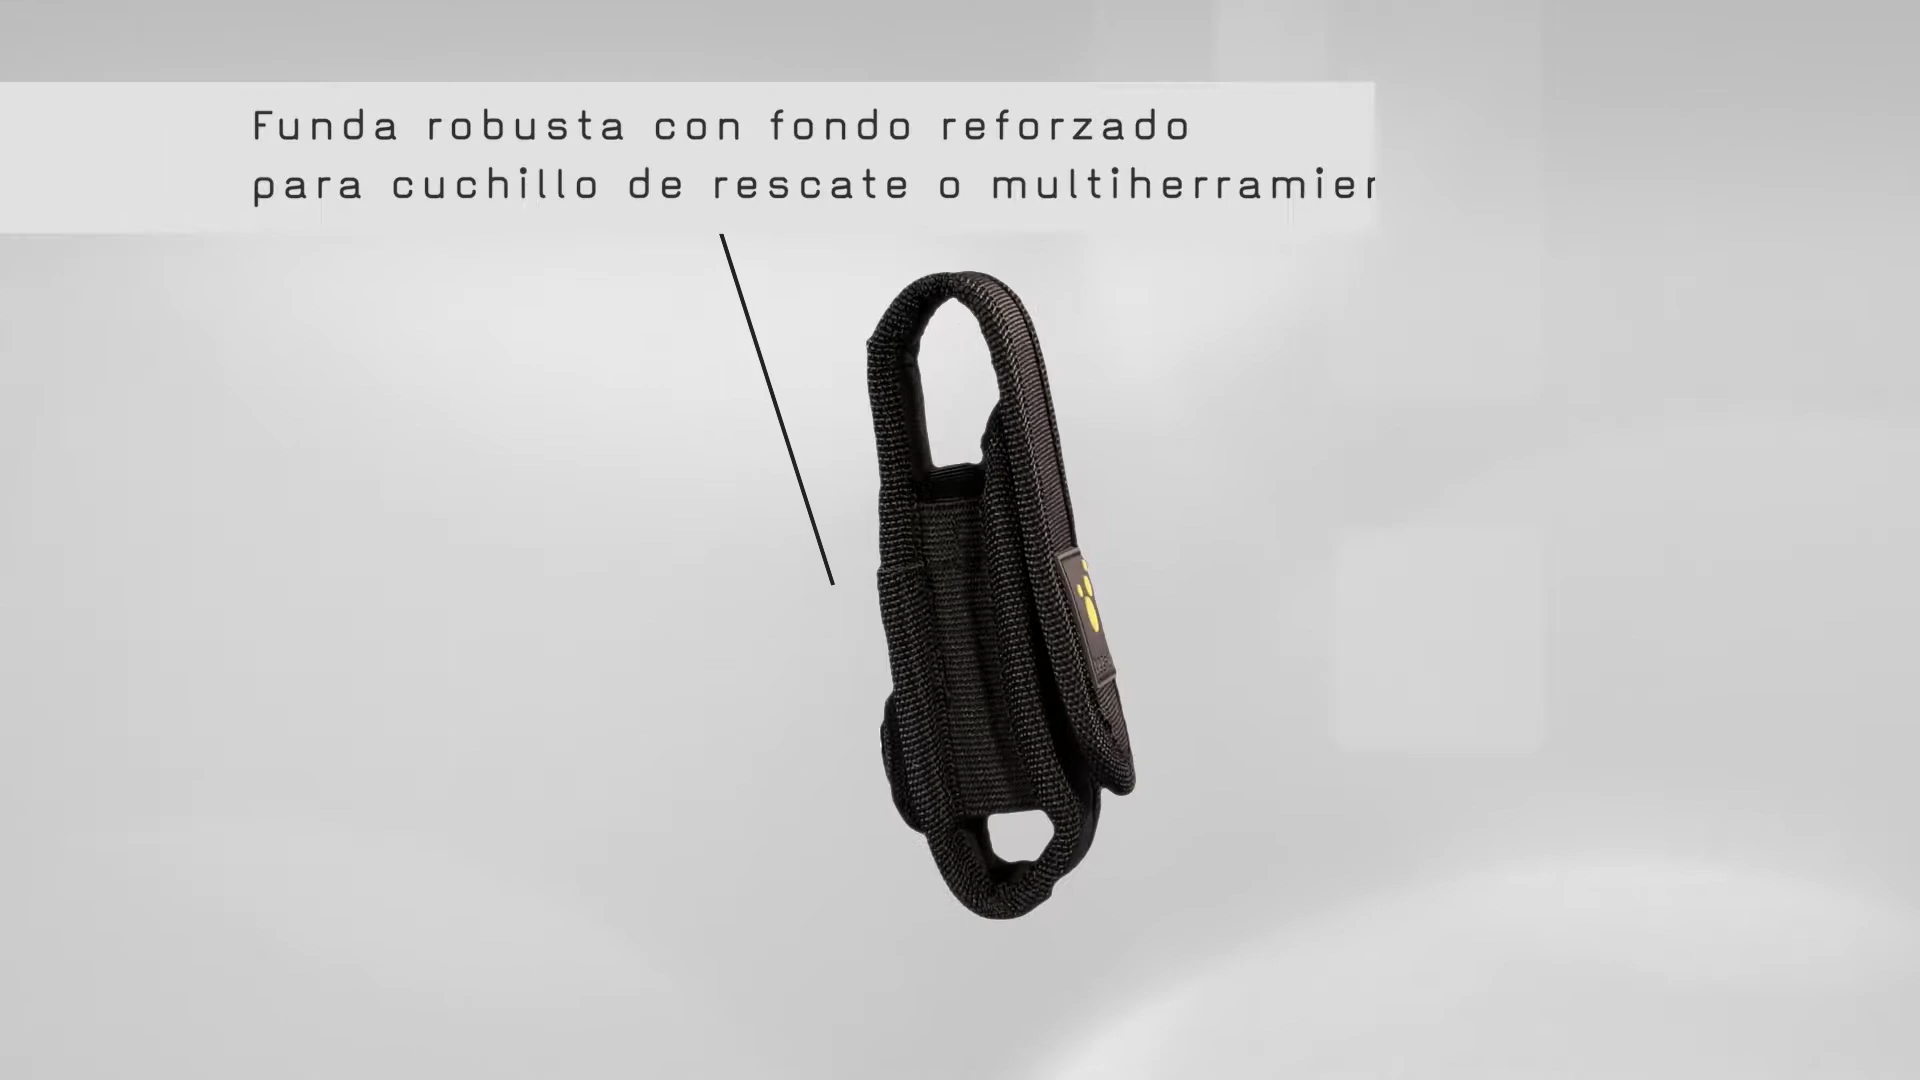 Funda robusta con fondo reforzado
para cuchillo de rescate o multiherramier